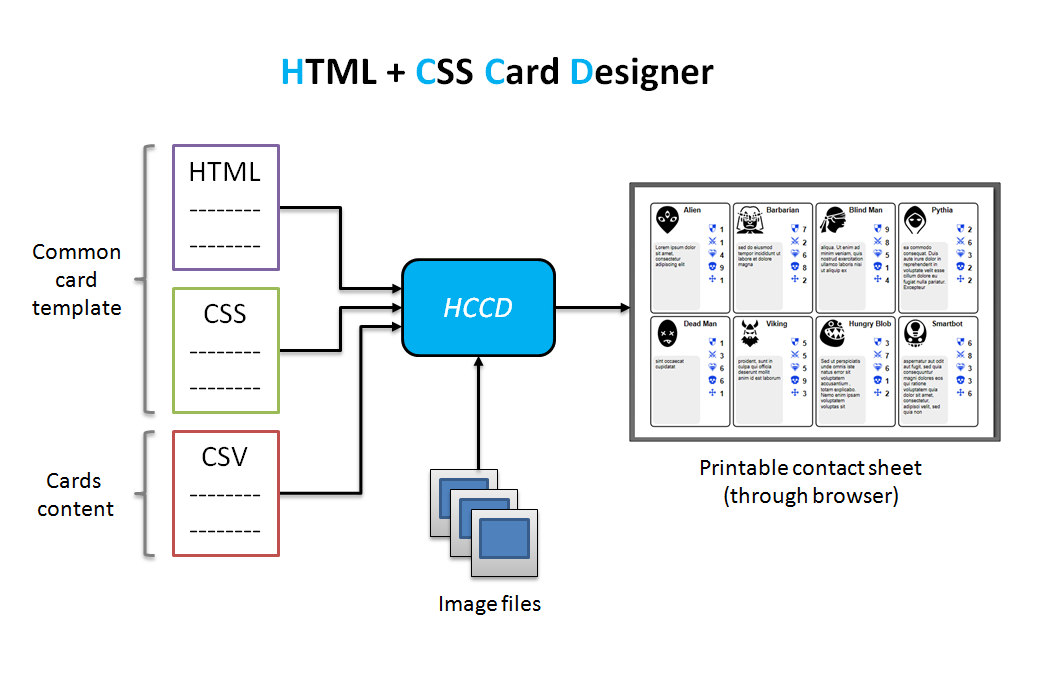 HTML + CSS Card Designer
Common
card
template
HTML
--------
--------
CSS
--------
--------
Cards
content
CSV
--------
--------
HCCD
Image files
Alien
1
1
4
9
1
Lorem ipsum dolor
sit amet,
consectetur
adipiscing elit
Barbarian
7
2
6
8
2
sed do eiusmod
tempor incididunt ut
labore et dolore
magna
Blind Man
9
8
5
1
4
aliqua. Ut enim ad
minim veniam, quis
nostrud exercitation
ullamco laboris nisi
ut aliquip ex
Pythia
2
6
3
2
2
ea commodo
consequat. Duis
aute irure dolor in
reprehenderit in
voluptate velit esse
cillum dolore eu
fugiat nulla pariatur.
Excepteur
Dead Man
1
3
6
6
1
sint occaecat
cupidatat
Viking
5
5
5
9
3
proident, sunt in
culpa qui officia
deserunt mollit
anim id est laborum
Hungry Blob
3
7
6
1
2
Sed ut perspiciatis
unde omnis iste
natus error sit
voluptatem
accusantium ,
totam explicabo.
Nemo enim ipsam
voluptatem
voluptas sit
Smartbot
6
8
3
3
6
aspernatur aut odit
aut fugit, sed quia
consequuntur
magni dolores eos
qui ratione
voluptatem quia
dolor sit amet,
consectetur,
adipisci velit, sed
quia non
Printable contact sheet
(through browser)